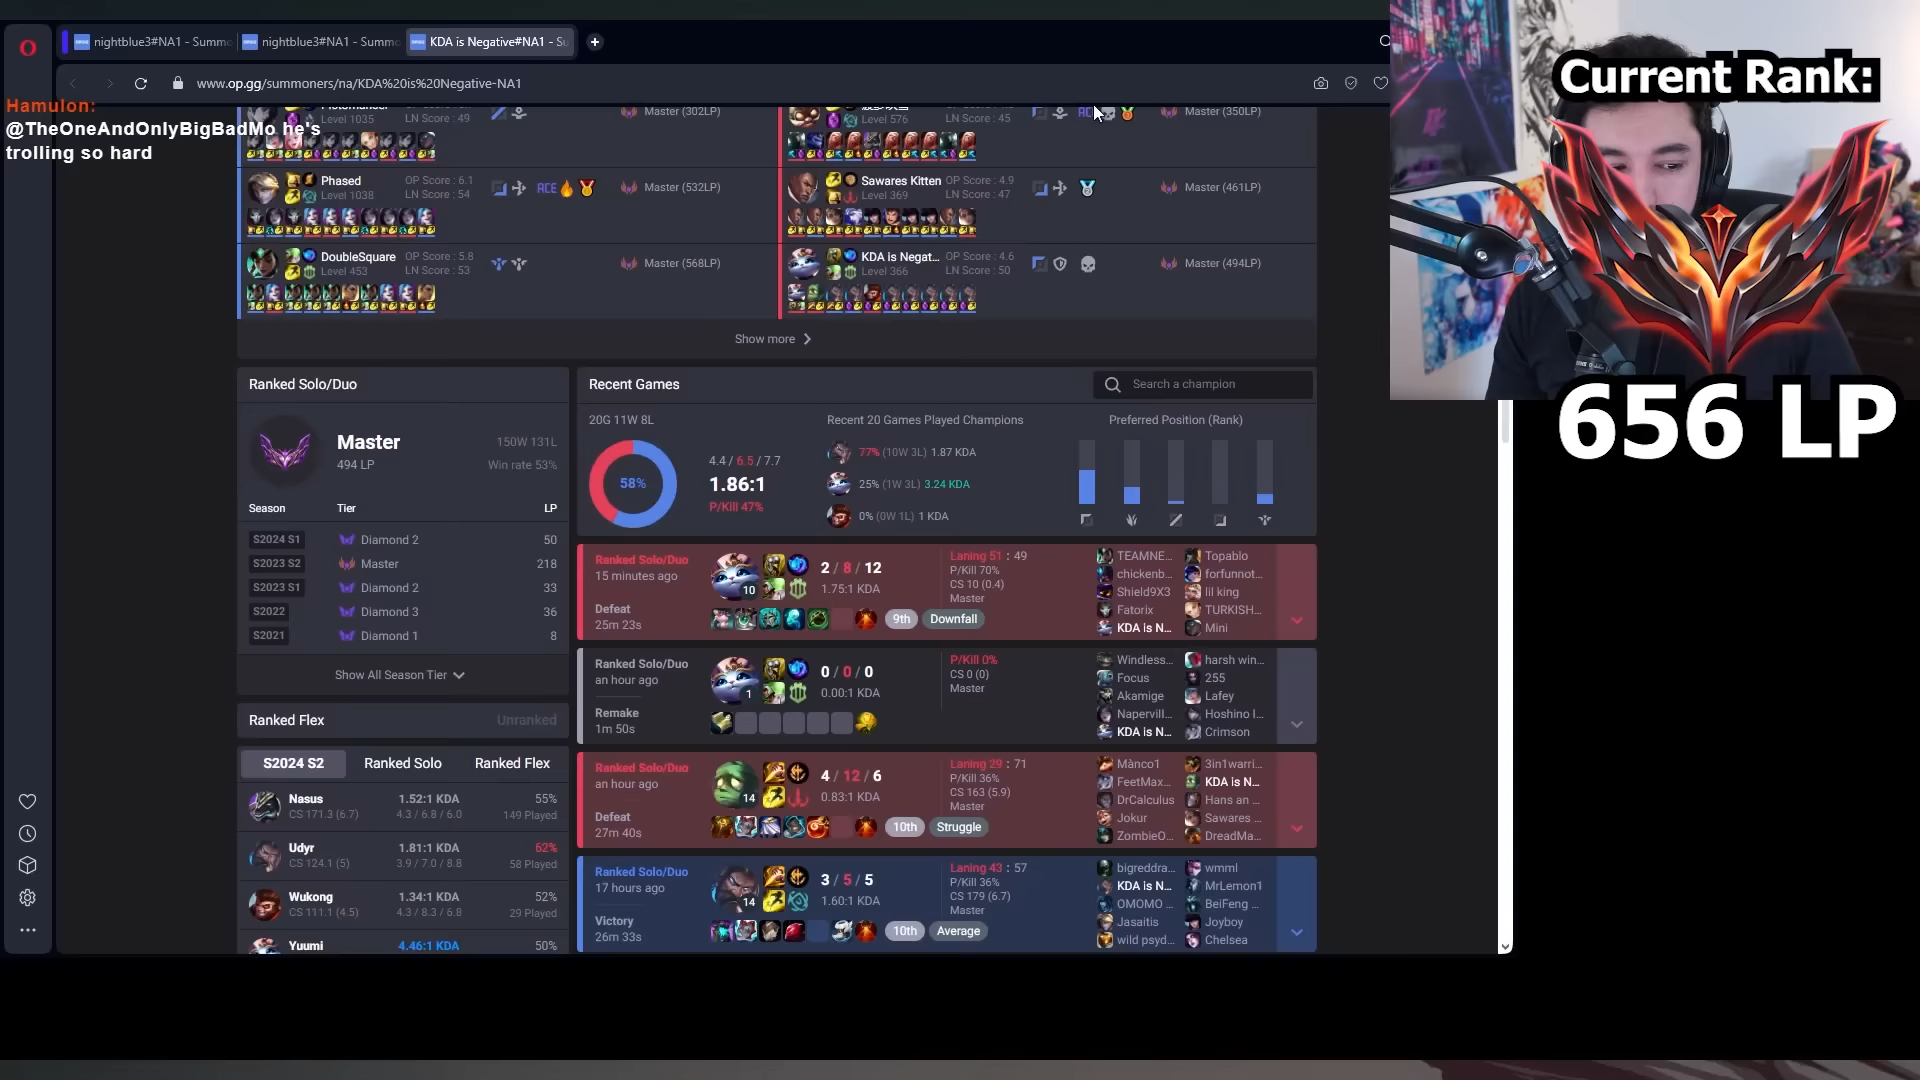 nightblue3#NA1 - Summo
nightblue3#NA1 - Summo
KDA is Negative#NA1 - Su
www.op.gg/summoners/na/KDA%20is%20Negative-NA1
Current Rank:
656 LP
Hamulon:
@TheOneAndOnlyBigBadMo he's
trolling so hard
Level 1035
LN Score : 49
Master (302LP)
Level 576
LN Score : 45
AC
Master (350LP)
Phased
Level 1038
OP Score : 6.1
LN Score : 54
ACE
Master (532LP)
Sawares Kitten
Level 369
OP Score : 4.9
LN Score : 47
Master (461LP)
DoubleSquare
Level 453
OP Score : 5.8
LN Score : 53
Master (568LP)
KDA is Negat...
Level 366
OP Score : 4.6
LN Score : 50
Master (494LP)
Show more
Ranked Solo/Duo
Master
494 LP
150W 131L
Win rate 53%
Season Tier LP
S2024 S1 Diamond 2 50
S2023 S2 Master 218
S2023 S1 Diamond 2 33
S2022 Diamond 3 36
S2021 Diamond 1 8
Show All Season Tier
Ranked Flex Unranked
S2024 S2 Ranked Solo Ranked Flex
Nasus 1.52:1 KDA 55%
CS 171.3 (6.7) 4.3 / 6.8 / 6.0 149 Played
Udyr 1.81:1 KDA 62%
CS 124.1 (5) 3.9 / 7.0 / 8.8 58 Played
Wukong 1.34:1 KDA 52%
CS 111.1 (4.5) 4.3 / 8.3 / 6.8 29 Played
Yuumi 4.46:1 KDA 50%
Recent Games
Search a champion
20G 11W 8L
58%
4.4 / 6.5 / 7.7
1.86:1
P/Kill 47%
Recent 20 Games Played Champions
77% (10W 3L) 1.87 KDA
25% (1W 3L) 3.24 KDA
0% (0W 1L) 1 KDA
Preferred Position (Rank)
Ranked Solo/Duo
15 minutes ago
Defeat
25m 23s
10
2 / 8 / 12
1.75:1 KDA
Laning 51 : 49
P/Kill 70%
CS 10 (0.4)
Master
9th Downfall
TEAMNE... Topablo
chickenb... forfunnot...
Shield9X3 lil king
Fatorix TURKISH...
KDA is N... Mini
Ranked Solo/Duo
an hour ago
Remake
1m 50s
1
0 / 0 / 0
0.00:1 KDA
P/Kill 0%
CS 0 (0)
Master
Windless... harsh win...
Focus 255
Akamige Lafey
Napervill... Hoshino I...
KDA is N... Crimson
Ranked Solo/Duo
an hour ago
Defeat
27m 40s
14
4 / 12 / 6
0.83:1 KDA
Laning 29 : 71
P/Kill 36%
CS 163 (5.9)
Master
10th Struggle
Mànco1 3in1warri...
FeetMax... KDA is N...
DrCalculus Hans an ...
Jokur Sawares ...
ZombieO... DreadMa...
Ranked Solo/Duo
17 hours ago
Victory
26m 33s
14
3 / 5 / 5
1.60:1 KDA
Laning 43 : 57
P/Kill 36%
CS 179 (6.7)
Master
10th Average
bigreddra... wmml
KDA is N... MrLemon1
OMOMO ... BeiFeng ...
Jasaitis Joyboy
wild psyd... Chelsea